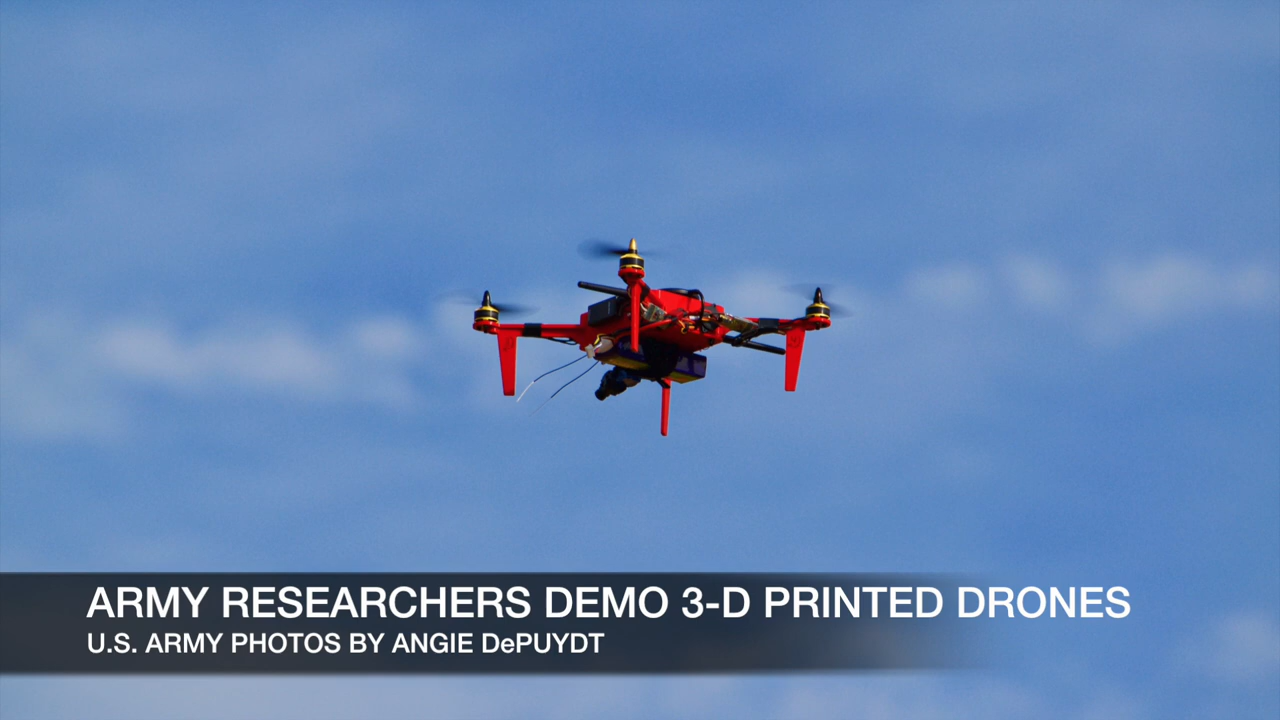 ARMY RESEARCHERS DEMO 3-D PRINTED DRONES
U.S. ARMY PHOTOS BY ANGIE DePUYDT